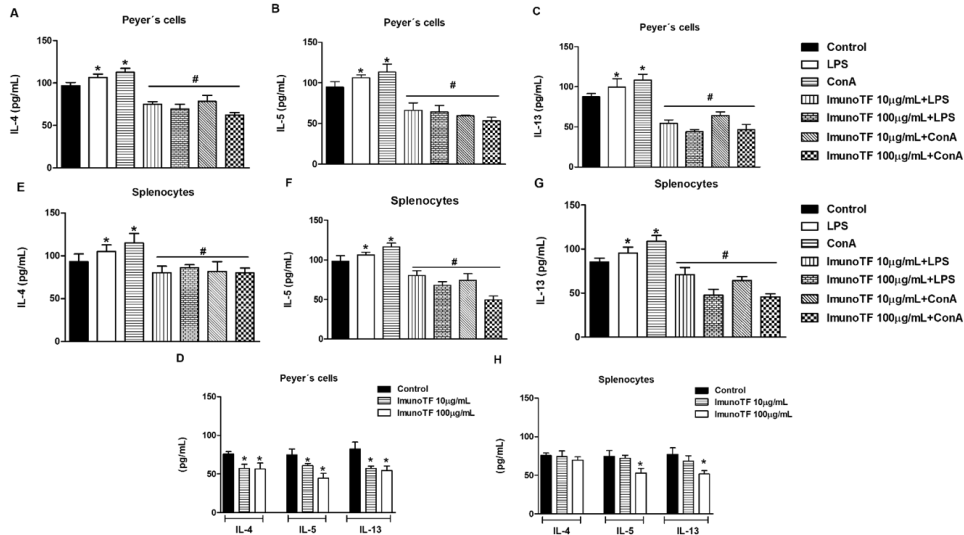 A
Peyer´s cells
IL-4 (pg/mL)
150
100
50
0
*
*
#
B
Peyer´s cells
IL-5 (pg/mL)
150
100
50
0
*
*
#
C
Peyer´s cells
IL-13 (pg/mL)
150
100
50
0
*
*
#
Control
LPS
ConA
ImunoTF 10μg/mL+LPS
ImunoTF 100μg/mL+LPS
ImunoTF 10μg/mL+ConA
ImunoTF 100μg/mL+ConA
E
Splenocytes
IL-4 (pg/mL)
150
100
50
0
*
*
#
F
Splenocytes
IL-5 (pg/mL)
150
100
50
0
*
*
#
G
Splenocytes
IL-13 (pg/mL)
150
100
50
0
*
*
#
Control
LPS
ConA
ImunoTF 10μg/mL+LPS
ImunoTF 100μg/mL+LPS
ImunoTF 10μg/mL+ConA
ImunoTF 100μg/mL+ConA
D
Peyer´s cells
Control
ImunoTF 10μg/mL
ImunoTF 100μg/mL
(pg/mL)
150
100
50
0
* *
* *
* *
IL-4 IL-5 IL-13
H
Splenocytes
Control
ImunoTF 10μg/mL
ImunoTF 100μg/mL
(pg/mL)
150
100
50
0
*
*
IL-4 IL-5 IL-13